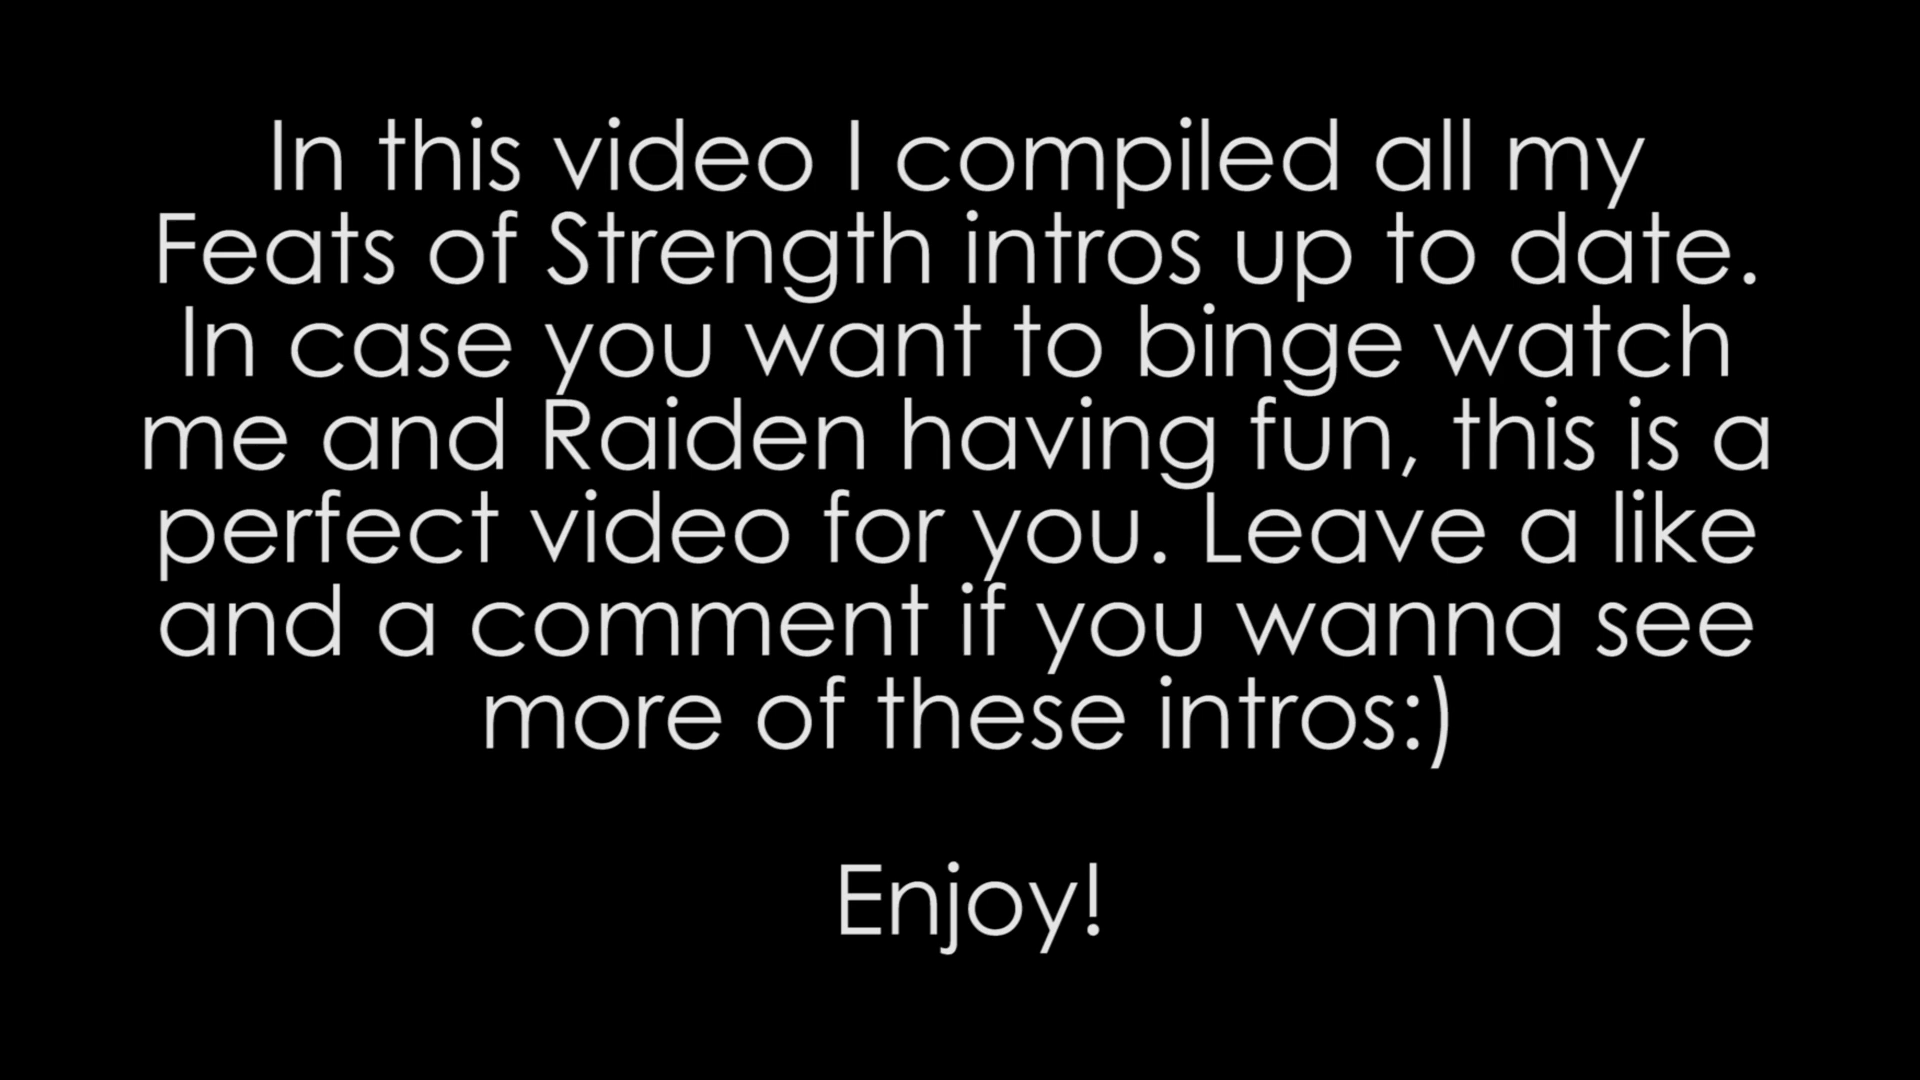 In this video I compiled all my
Feats of Strength intros up to date.
In case you want to binge watch
me and Raiden having fun, this is a
perfect video for you. Leave a like
and a comment if you wanna see
more of these intros:)
Enjoy!